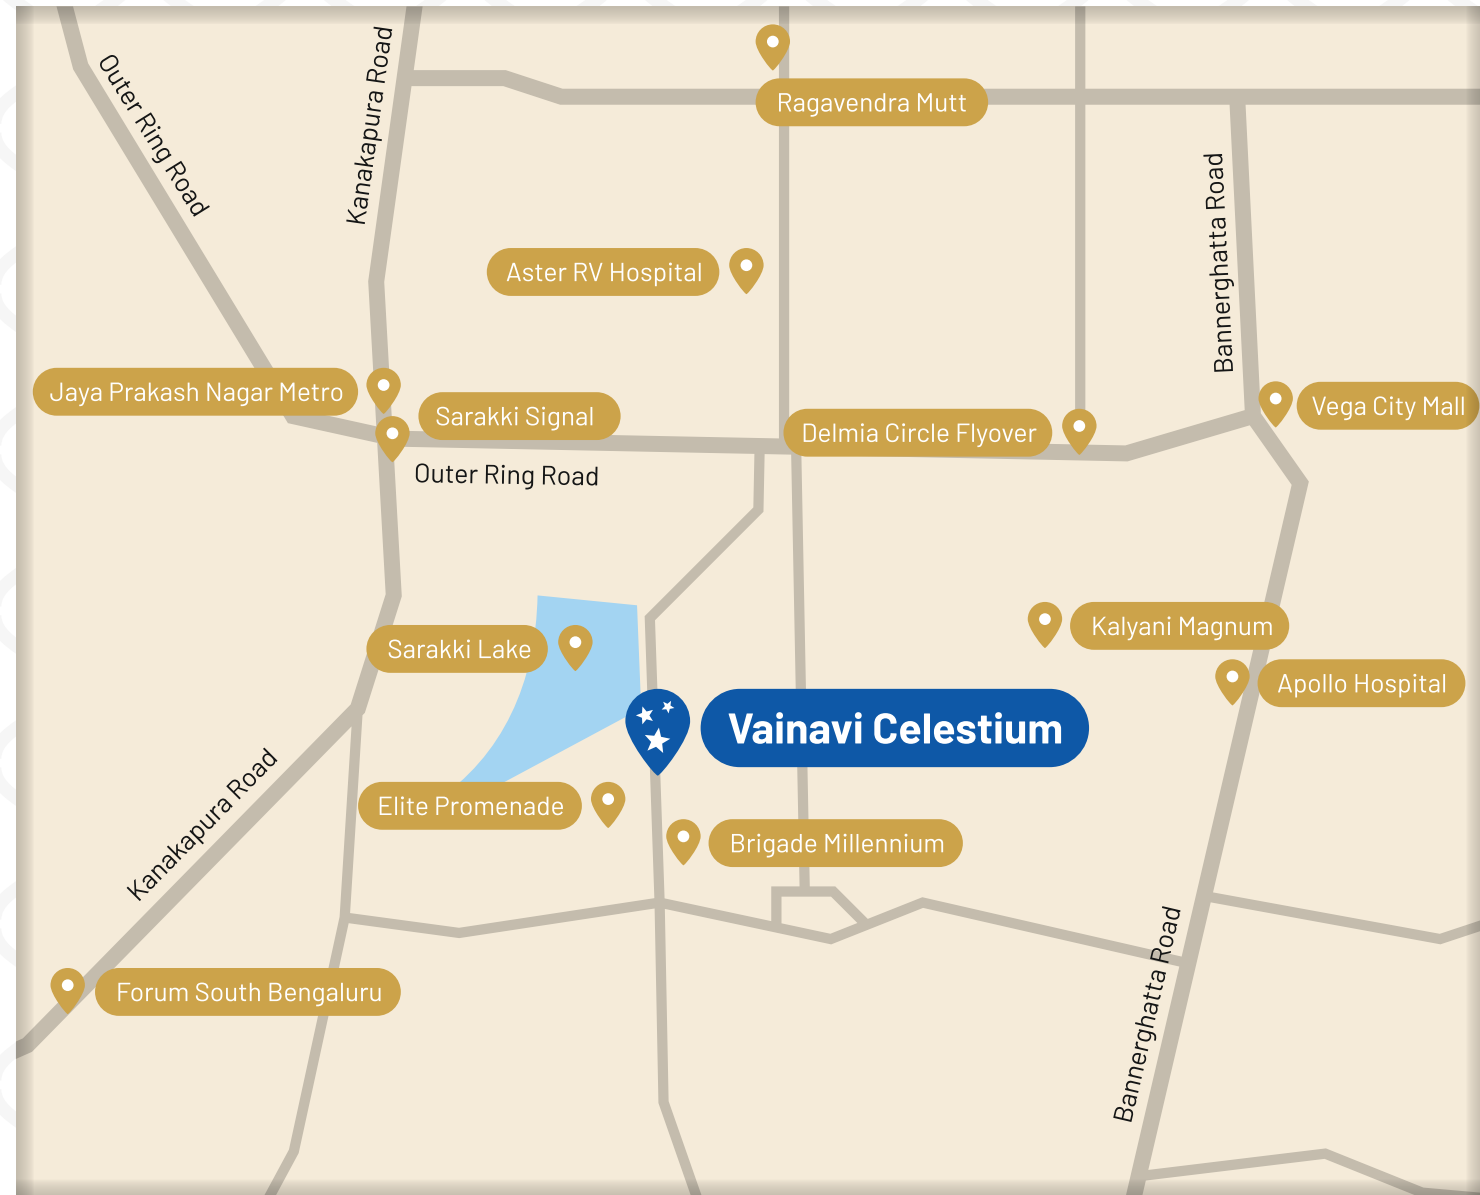 Outer Ring Road
Kanakapura Road
Ragavendra Mutt
Bannerghatta Road
Aster RV Hospital
Jaya Prakash Nagar Metro
Sarakki Signal
Delmia Circle Flyover
Vega City Mall
Outer Ring Road
Kalyani Magnum
Sarakki Lake
Apollo Hospital
Vainavi Celestium
Kanakapura Road
Elite Promenade
Brigade Millennium
Forum South Bengaluru
Bannerghatta Road